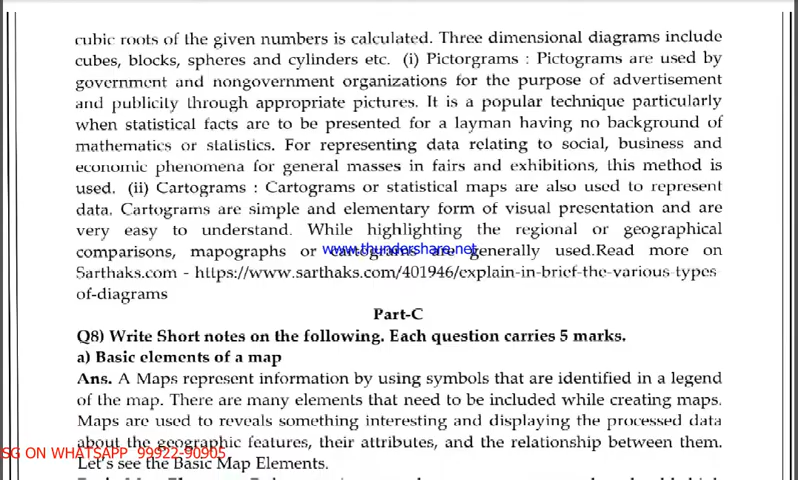 cubic roots of the given numbers is calculated. Three dimensional diagrams include
cubes, blocks, spheres and cylinders etc. (i) Pictorgrams : Pictograms are used by
government and nongovernment organizations for the purpose of advertisement
and publicity through appropriate pictures. It is a popular technique particularly
when statistical facts are to be presented for a layman having no background of
mathematics or statistics. For representing data relating to social, business and
economic phenomena for general masses in fairs and exhibitions, this method is
used. (ii) Cartograms : Cartograms or statistical maps are also used to represent
data. Cartograms are simple and elementary form of visual presentation and are
very easy to understand. While highlighting the regional or geographical
comparisons, mapographs or cartograms are generally used.Read more on
www.thundershare.net
Sarthaks.com - https://www.sarthaks.com/401946/explain-in-brief-the-various-types
of-diagrams
Part-C
Q8) Write Short notes on the following. Each question carries 5 marks.
a) Basic elements of a map
Ans. A Maps represent information by using symbols that are identified in a legend
of the map. There are many elements that need to be included while creating maps.
Maps are used to reveals something interesting and displaying the processed data
about the geographic features, their attributes, and the relationship between them.
SG ON WHATSAPP 99922-90905
Let's see the Basic Map Elements.